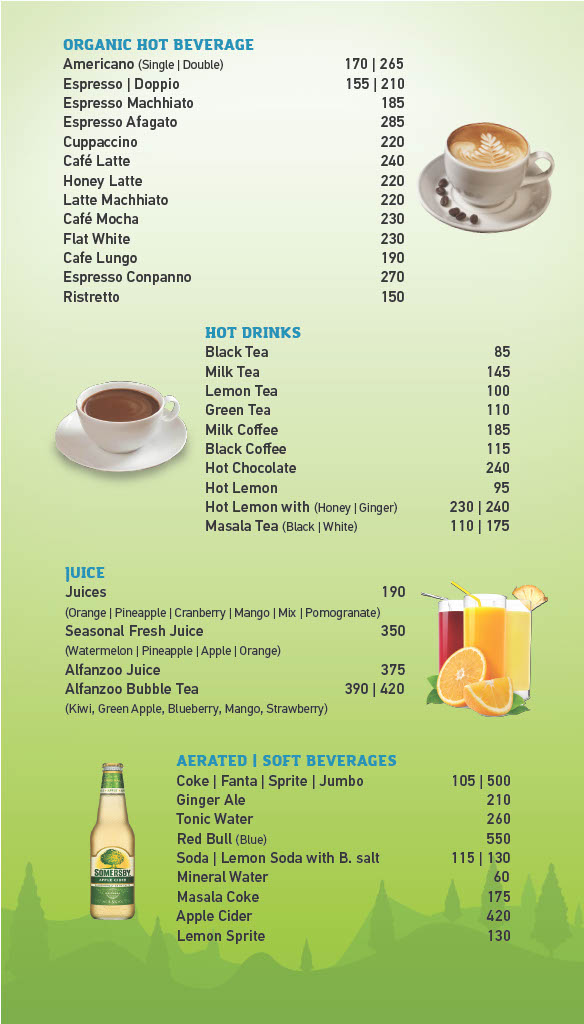 ORGANIC HOT BEVERAGE
Americano (Single | Double) 170 | 265
Espresso | Doppio 155 | 210
Espresso Machhiato 185
Espresso Afagato 285
Cuppaccino 220
Café Latte 240
Honey Latte 220
Latte Machhiato 220
Café Mocha 230
Flat White 230
Cafe Lungo 190
Espresso Conpanno 270
Ristretto 150
HOT DRINKS
Black Tea 85
Milk Tea 145
Lemon Tea 100
Green Tea 110
Milk Coffee 185
Black Coffee 115
Hot Chocolate 240
Hot Lemon 95
Hot Lemon with (Honey | Ginger) 230 | 240
Masala Tea (Black | White) 110 | 175
JUICE
Juices 190
(Orange | Pineapple | Cranberry | Mango | Mix | Pomogranate)
Seasonal Fresh Juice 350
(Watermelon | Pineapple | Apple | Orange)
Alfanzoo Juice 375
Alfanzoo Bubble Tea 390 | 420
(Kiwi, Green Apple, Blueberry, Mango, Strawberry)
AERATED | SOFT BEVERAGES
Coke | Fanta | Sprite | Jumbo 105 | 500
Ginger Ale 210
Tonic Water 260
Red Bull (Blue) 550
Soda | Lemon Soda with B. salt 115 | 130
Mineral Water 60
Masala Coke 175
Apple Cider 420
Lemon Sprite 130
SOMERSBY
APPLE CIDER